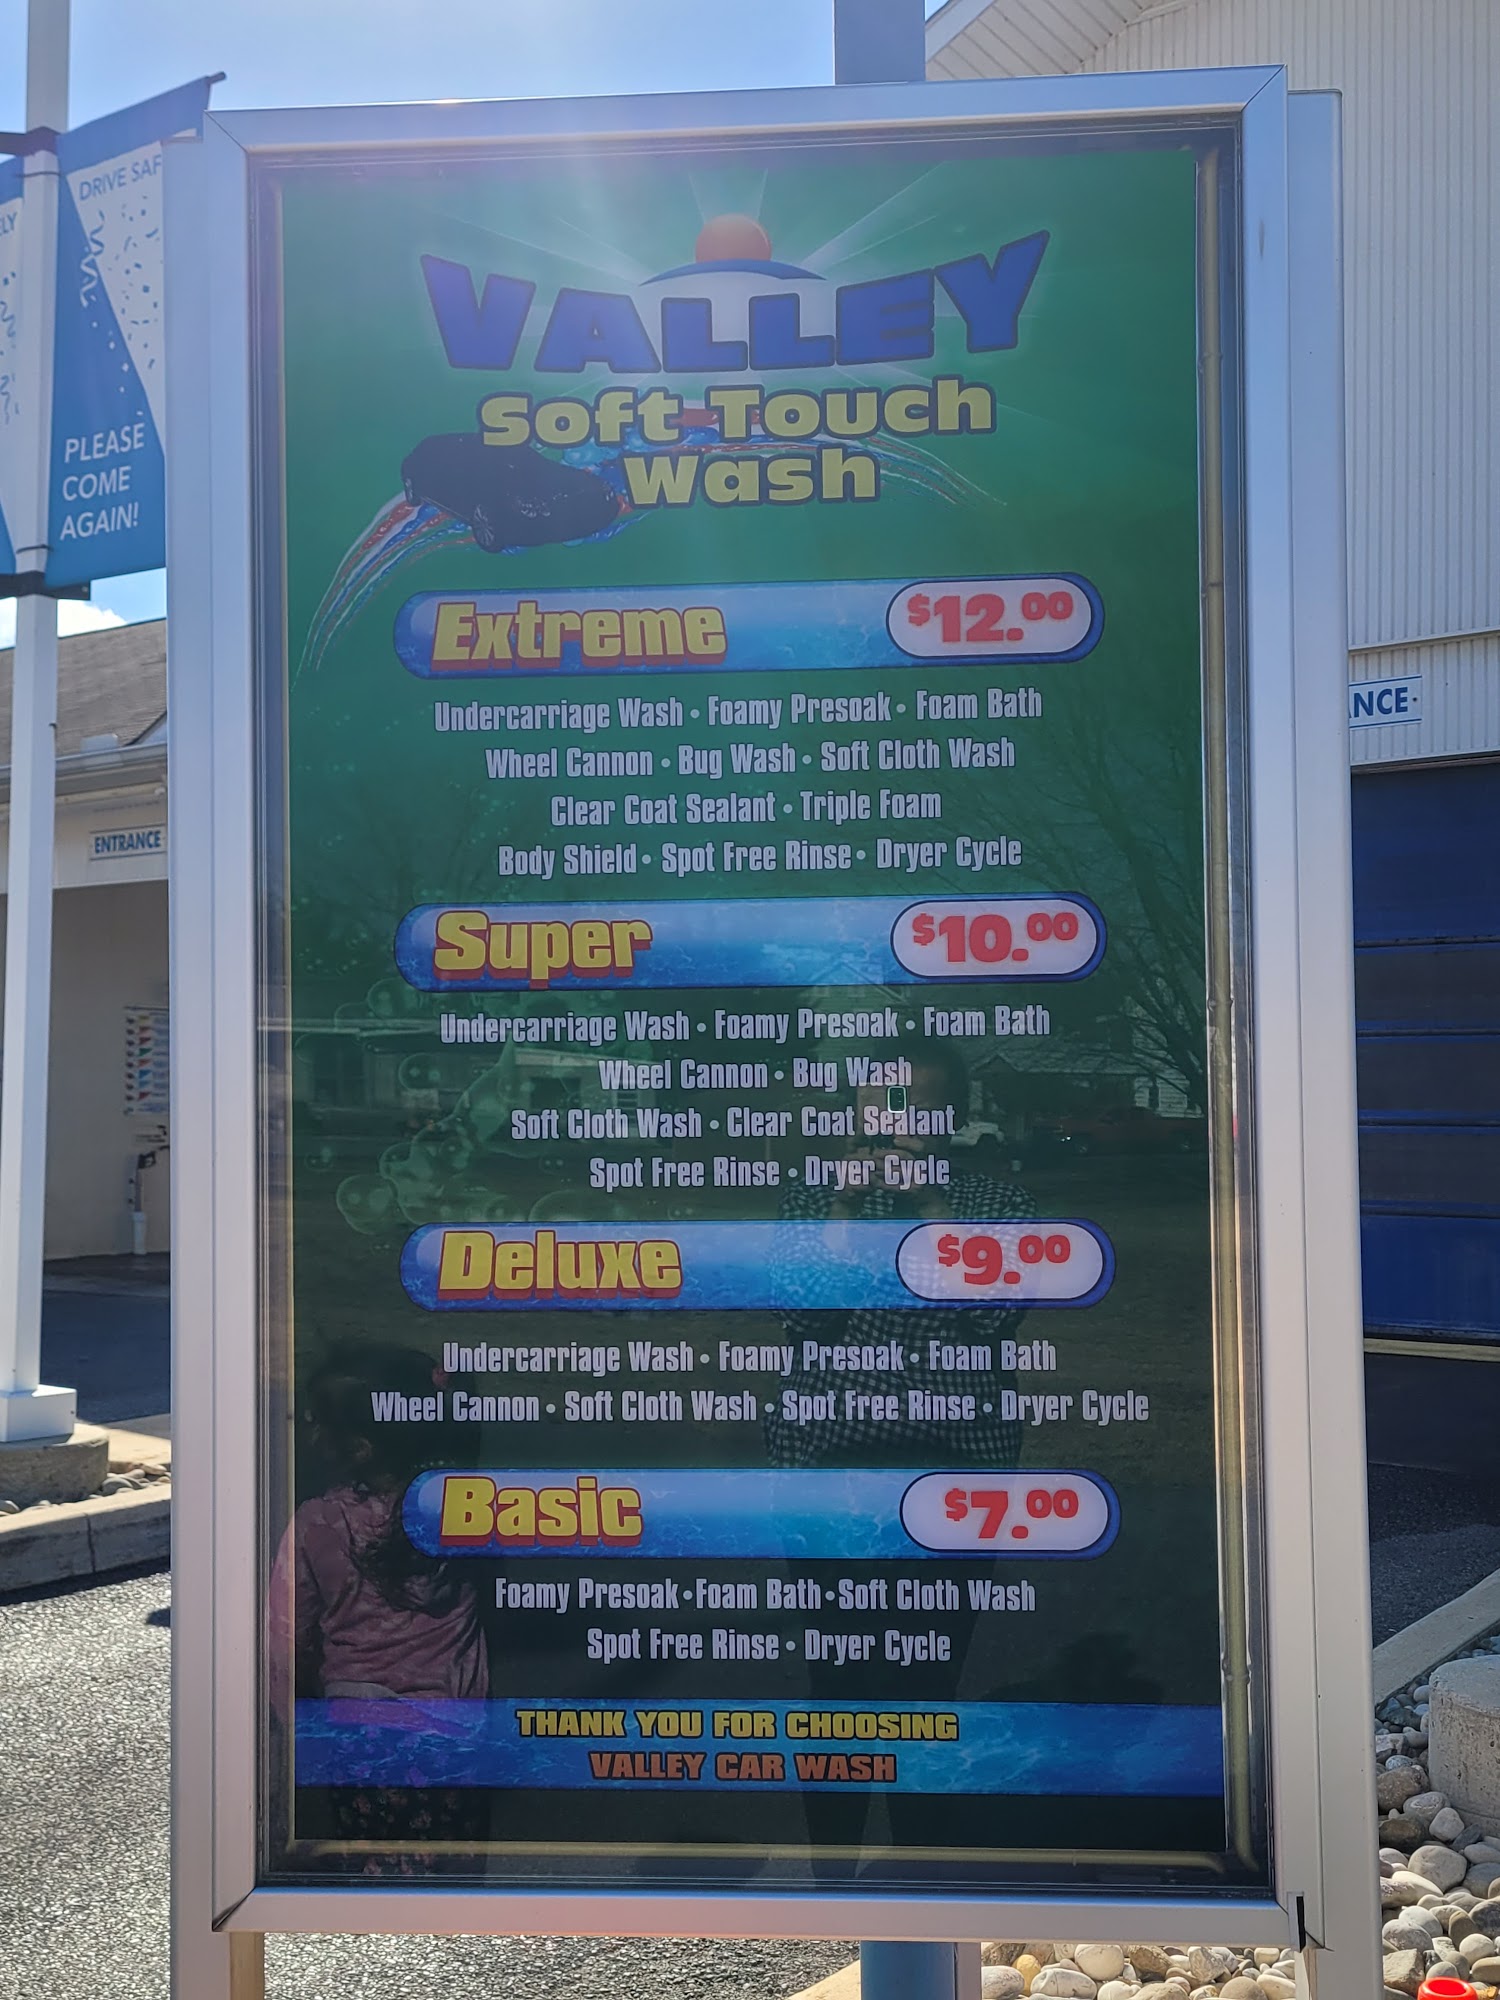 DRIVE SAF
PLEASE
COME
AGAIN!
ENTRANCE
VALLEY
Soft Touch
Wash
Extreme $12.00
Undercarriage Wash • Foamy Presoak • Foam Bath
Wheel Cannon • Bug Wash • Soft Cloth Wash
Clear Coat Sealant • Triple Foam
Body Shield • Spot Free Rinse • Dryer Cycle
Super $10.00
Undercarriage Wash • Foamy Presoak • Foam Bath
Wheel Cannon • Bug Wash
Soft Cloth Wash • Clear Coat Sealant
Spot Free Rinse • Dryer Cycle
Deluxe $9.00
Undercarriage Wash • Foamy Presoak • Foam Bath
Wheel Cannon • Soft Cloth Wash • Spot Free Rinse • Dryer Cycle
Basic $7.00
Foamy Presoak • Foam Bath • Soft Cloth Wash
Spot Free Rinse • Dryer Cycle
THANK YOU FOR CHOOSING
VALLEY CAR WASH
NCE